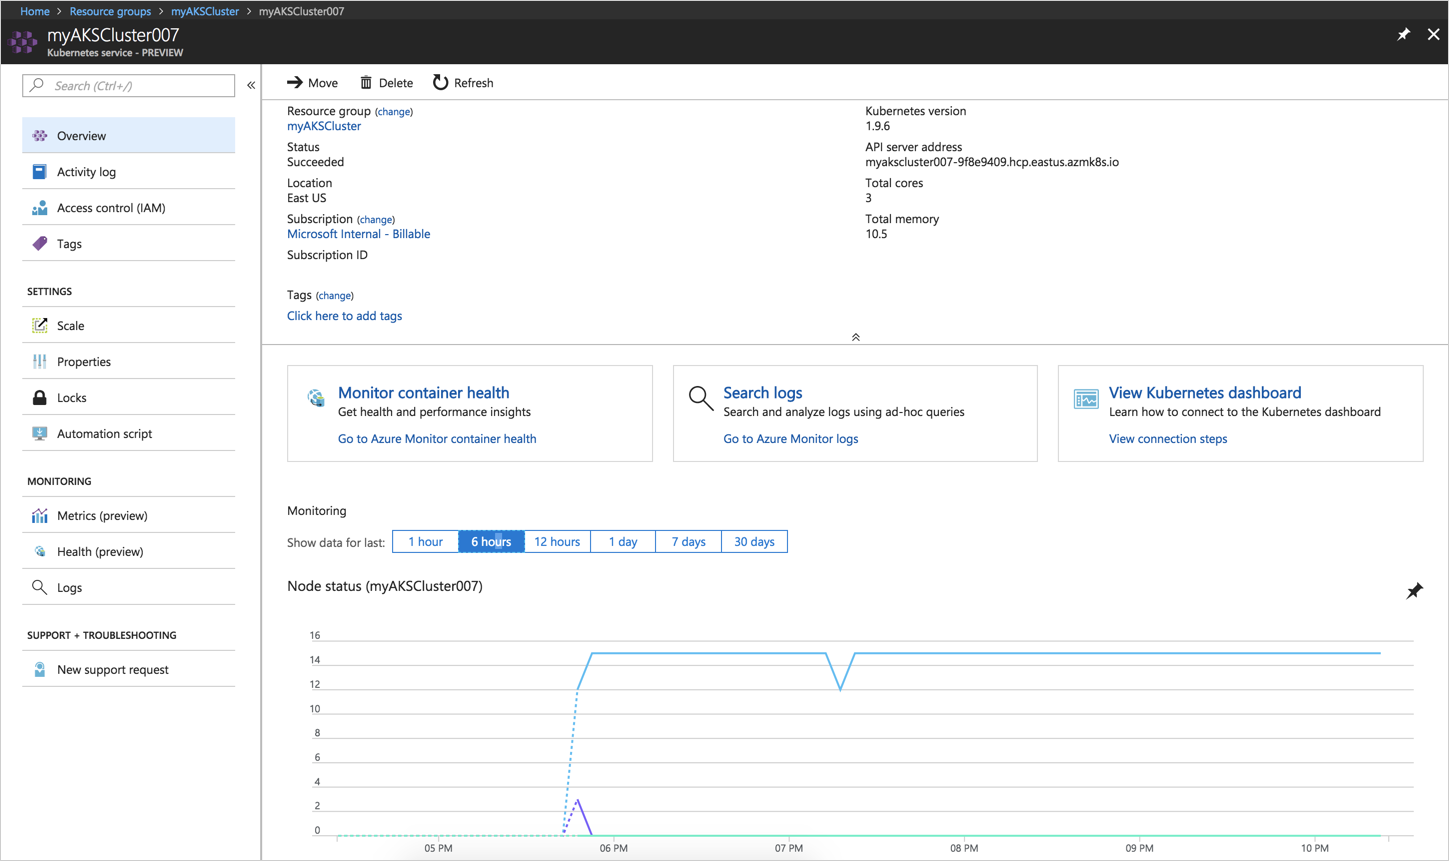 Home > Resource groups > myAKSCluster > myAKSCluster007
myAKSCluster007
Kubernetes service - PREVIEW
Search (Ctrl+/)
Overview
Activity log
Access control (IAM)
Tags
SETTINGS
Scale
Properties
Locks
Automation script
MONITORING
Metrics (preview)
Health (preview)
Logs
SUPPORT + TROUBLESHOOTING
New support request
Move Delete Refresh
Resource group (change)
myAKSCluster
Status
Succeeded
Location
East US
Subscription (change)
Microsoft Internal - Billable
Subscription ID
Tags (change)
Click here to add tags
Kubernetes version
1.9.6
API server address
myakscluster007-9f8e9409.hcp.eastus.azmk8s.io
Total cores
3
Total memory
10.5
Monitor container health
Get health and performance insights
Go to Azure Monitor container health
Search logs
Search and analyze logs using ad-hoc queries
Go to Azure Monitor logs
View Kubernetes dashboard
Learn how to connect to the Kubernetes dashboard
View connection steps
Monitoring
Show data for last: 1 hour 6 hours 12 hours 1 day 7 days 30 days
Node status (myAKSCluster007)
16
14
12
10
8
6
4
2
0
05 PM 06 PM 07 PM 08 PM 09 PM 10 PM